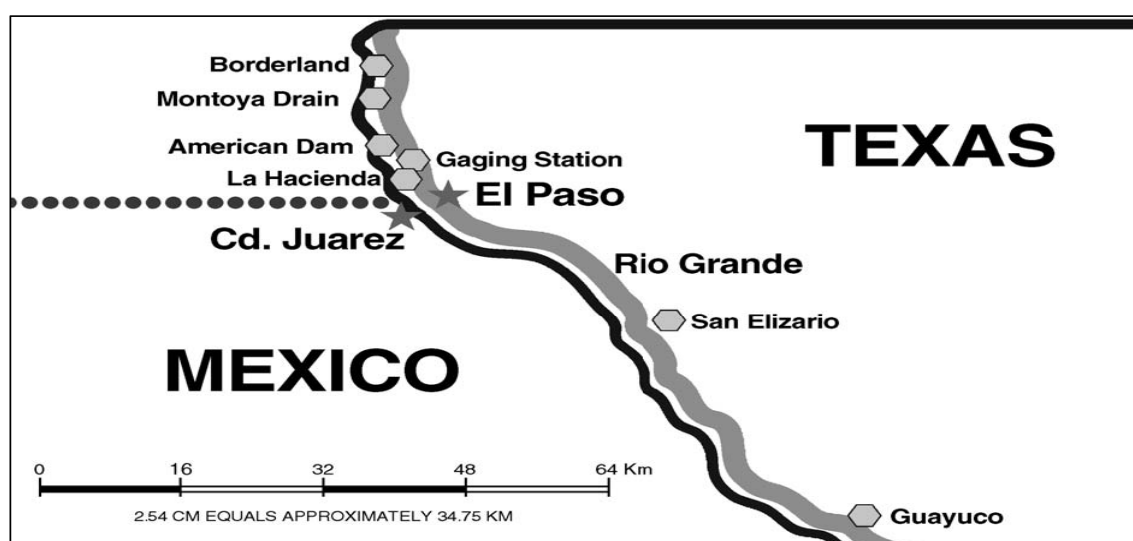 Borderland
Montoya Drain
American Dam
Gaging Station
La Hacienda
El Paso
TEXAS
Cd. Juarez
Rio Grande
San Elizario
MEXICO
0 16 32 48 64 Km
2.54 CM EQUALS APPROXIMATELY 34.75 KM
Guayuco